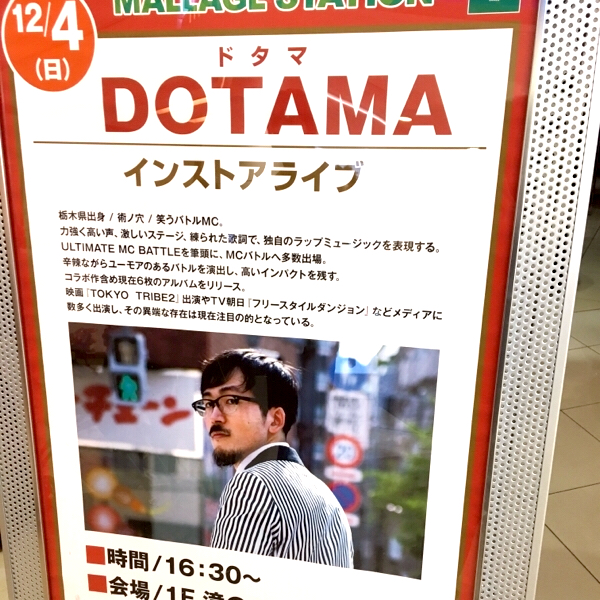 MALLAGE STATION
12/4
(日)
ドタマ
DOTAMA
インストアライブ
栃木県出身 / 術ノ穴 / 笑うバトルMC。
力強く高い声、激しいステージ、練られた歌詞で、独自のラップミュージックを表現する。
ULTIMATE MC BATTLEを筆頭に、MCバトルへ多数出場。
辛辣ながらユーモアのあるバトルを演出し、高いインパクトを残す。
コラボ作含め現在6枚のアルバムをリリース。
映画『TOKYO TRIBE2』出演やTV朝日『フリースタイルダンジョン』などメディアに
数多く出演し、その異端な存在は現在注目の的となっている。
ーチェーン
■時間/16:30〜
■会場/1F